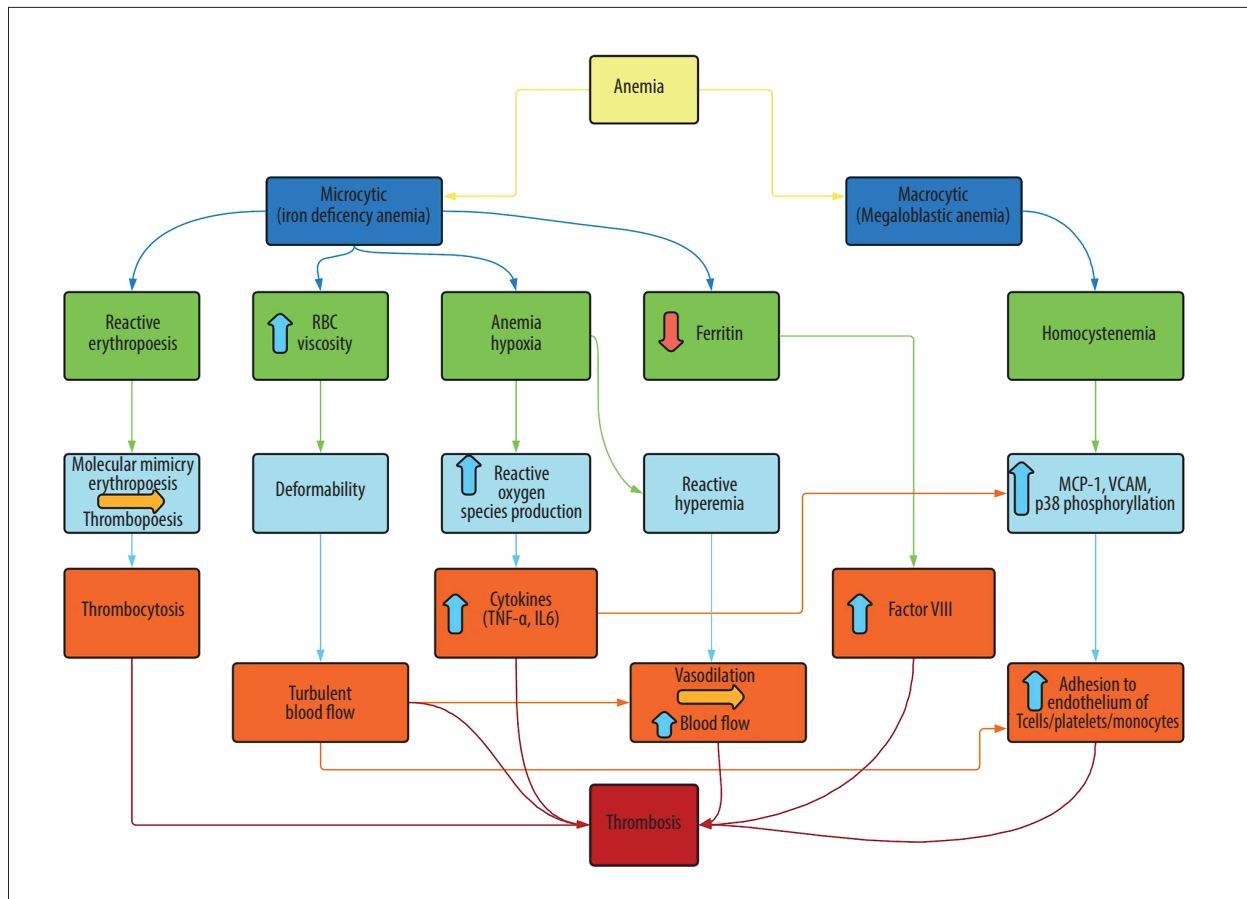 Anemia
Microcytic
(iron deficency anemia)
Macrocytic
(Megaloblastic anemia)
Reactive
erythropoesis
RBC
viscosity
Anemia
hypoxia
Ferritin
Homocystenemia
Molecular mimicry
erythropoesis
Thrombopoesis
Deformability
Reactive
oxygen
species production
Reactive
hyperemia
MCP-1, VCAM,
p38 phosphoryllation
Thrombocytosis
Cytokines
(TNF-α, IL6)
Factor VIII
Turbulent
blood flow
Vasodilation
Blood flow
Adhesion to
endothelium of
Tcells/platelets/monocytes
Thrombosis